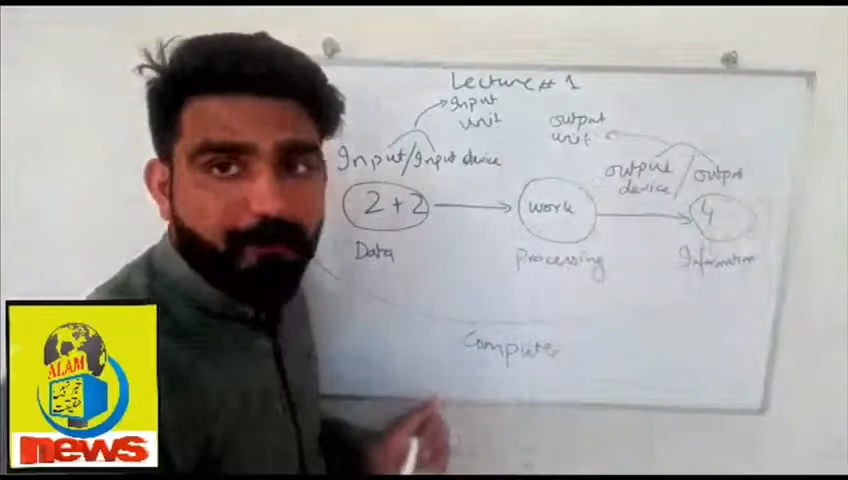 Lecture # 1
Input
unit
output
unit
Input/Input device
output
device / output
2 + 2
work
4
Data
Processing
Information
Computer
ALAM
news